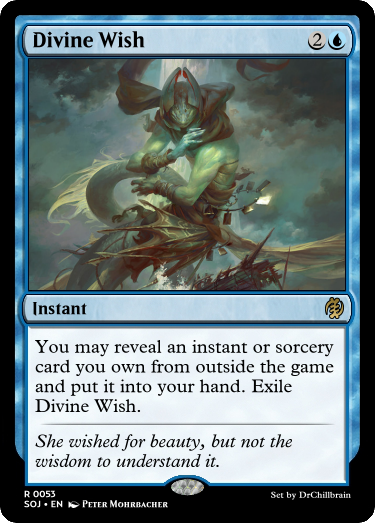 Divine Wish 2
Instant
You may reveal an instant or sorcery
card you own from outside the game
and put it into your hand. Exile
Divine Wish.
She wished for beauty, but not the
wisdom to understand it.
R 0053
SOJ • EN Peter Mohrbacher
Set by DrChillbrain